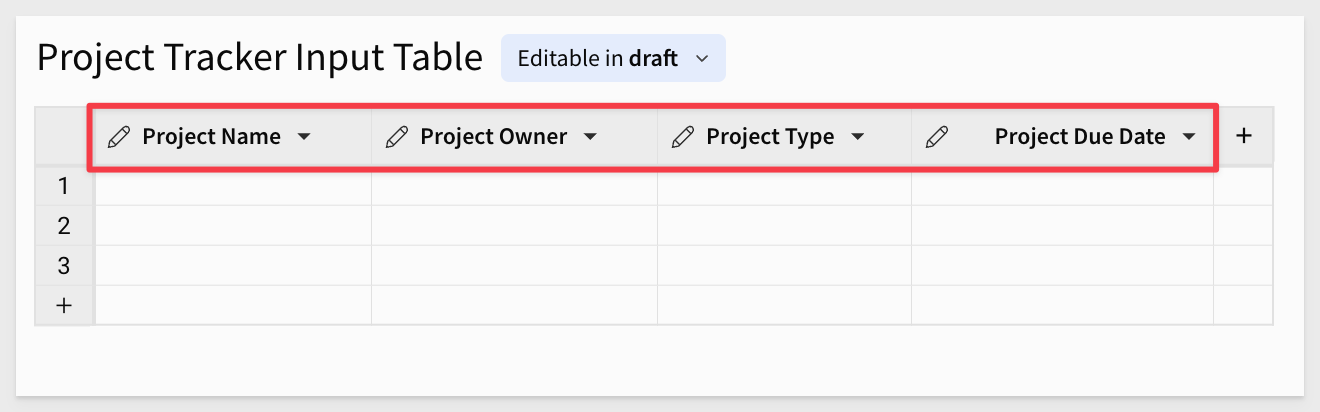 Project Tracker Input Table Editable in draft
Project Name Project Owner Project Type Project Due Date +
1
2
3
+